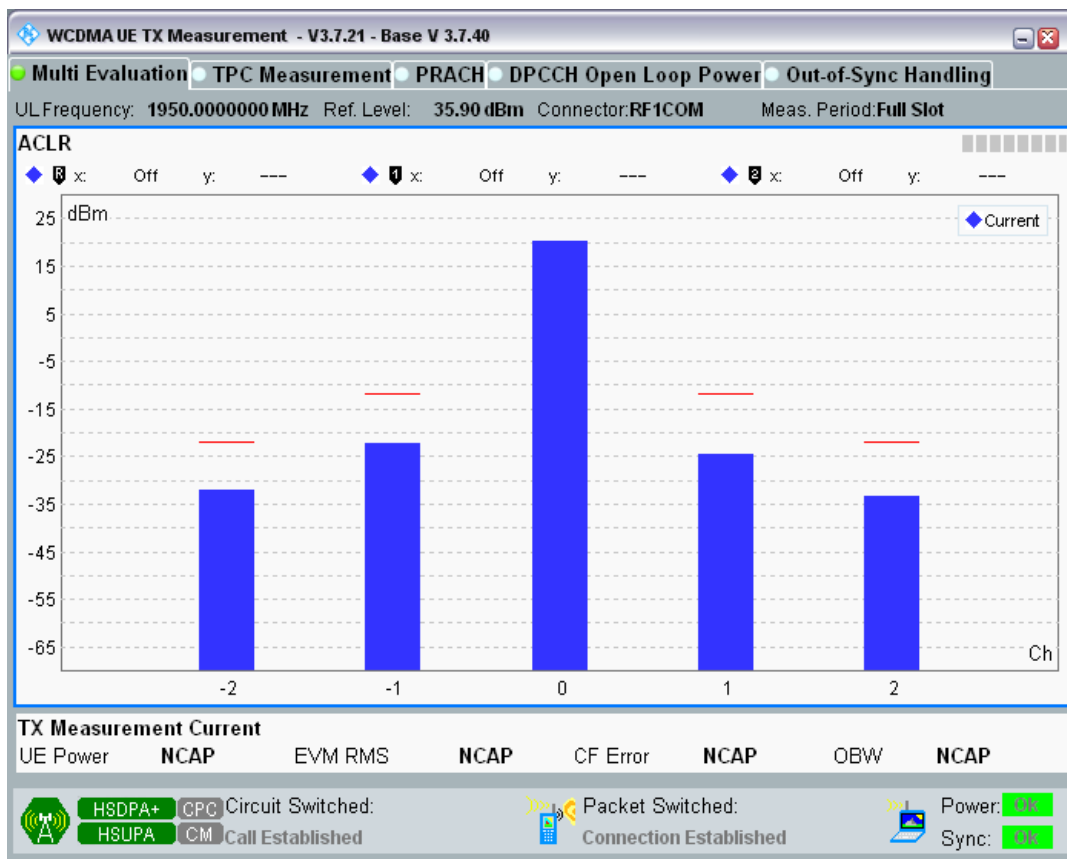 WCDMA UE TX Measurement - V3.7.21 - Base V 3.7.40
Multi Evaluation TPC Measurement PRACH DPCCH Open Loop Power Out-of-Sync Handling
UL Frequency: 1950.0000000 MHz Ref. Level: 35.90 dBm Connector:RF1COM Meas. Period:Full Slot
ACLR
R x: Off y: --- 1 x: Off y: --- 2 x: Off y: ---
dBm
Current
25
15
5
-5
-15
-25
-35
-45
-55
-65
Ch
-2 -1 0 1 2
TX Measurement Current
UE Power NCAP EVM RMS NCAP CF Error NCAP OBW NCAP
HSDPA+ CPC Circuit Switched: Packet Switched: Power: OK
HSUPA CM Call Established Connection Established Sync: OK